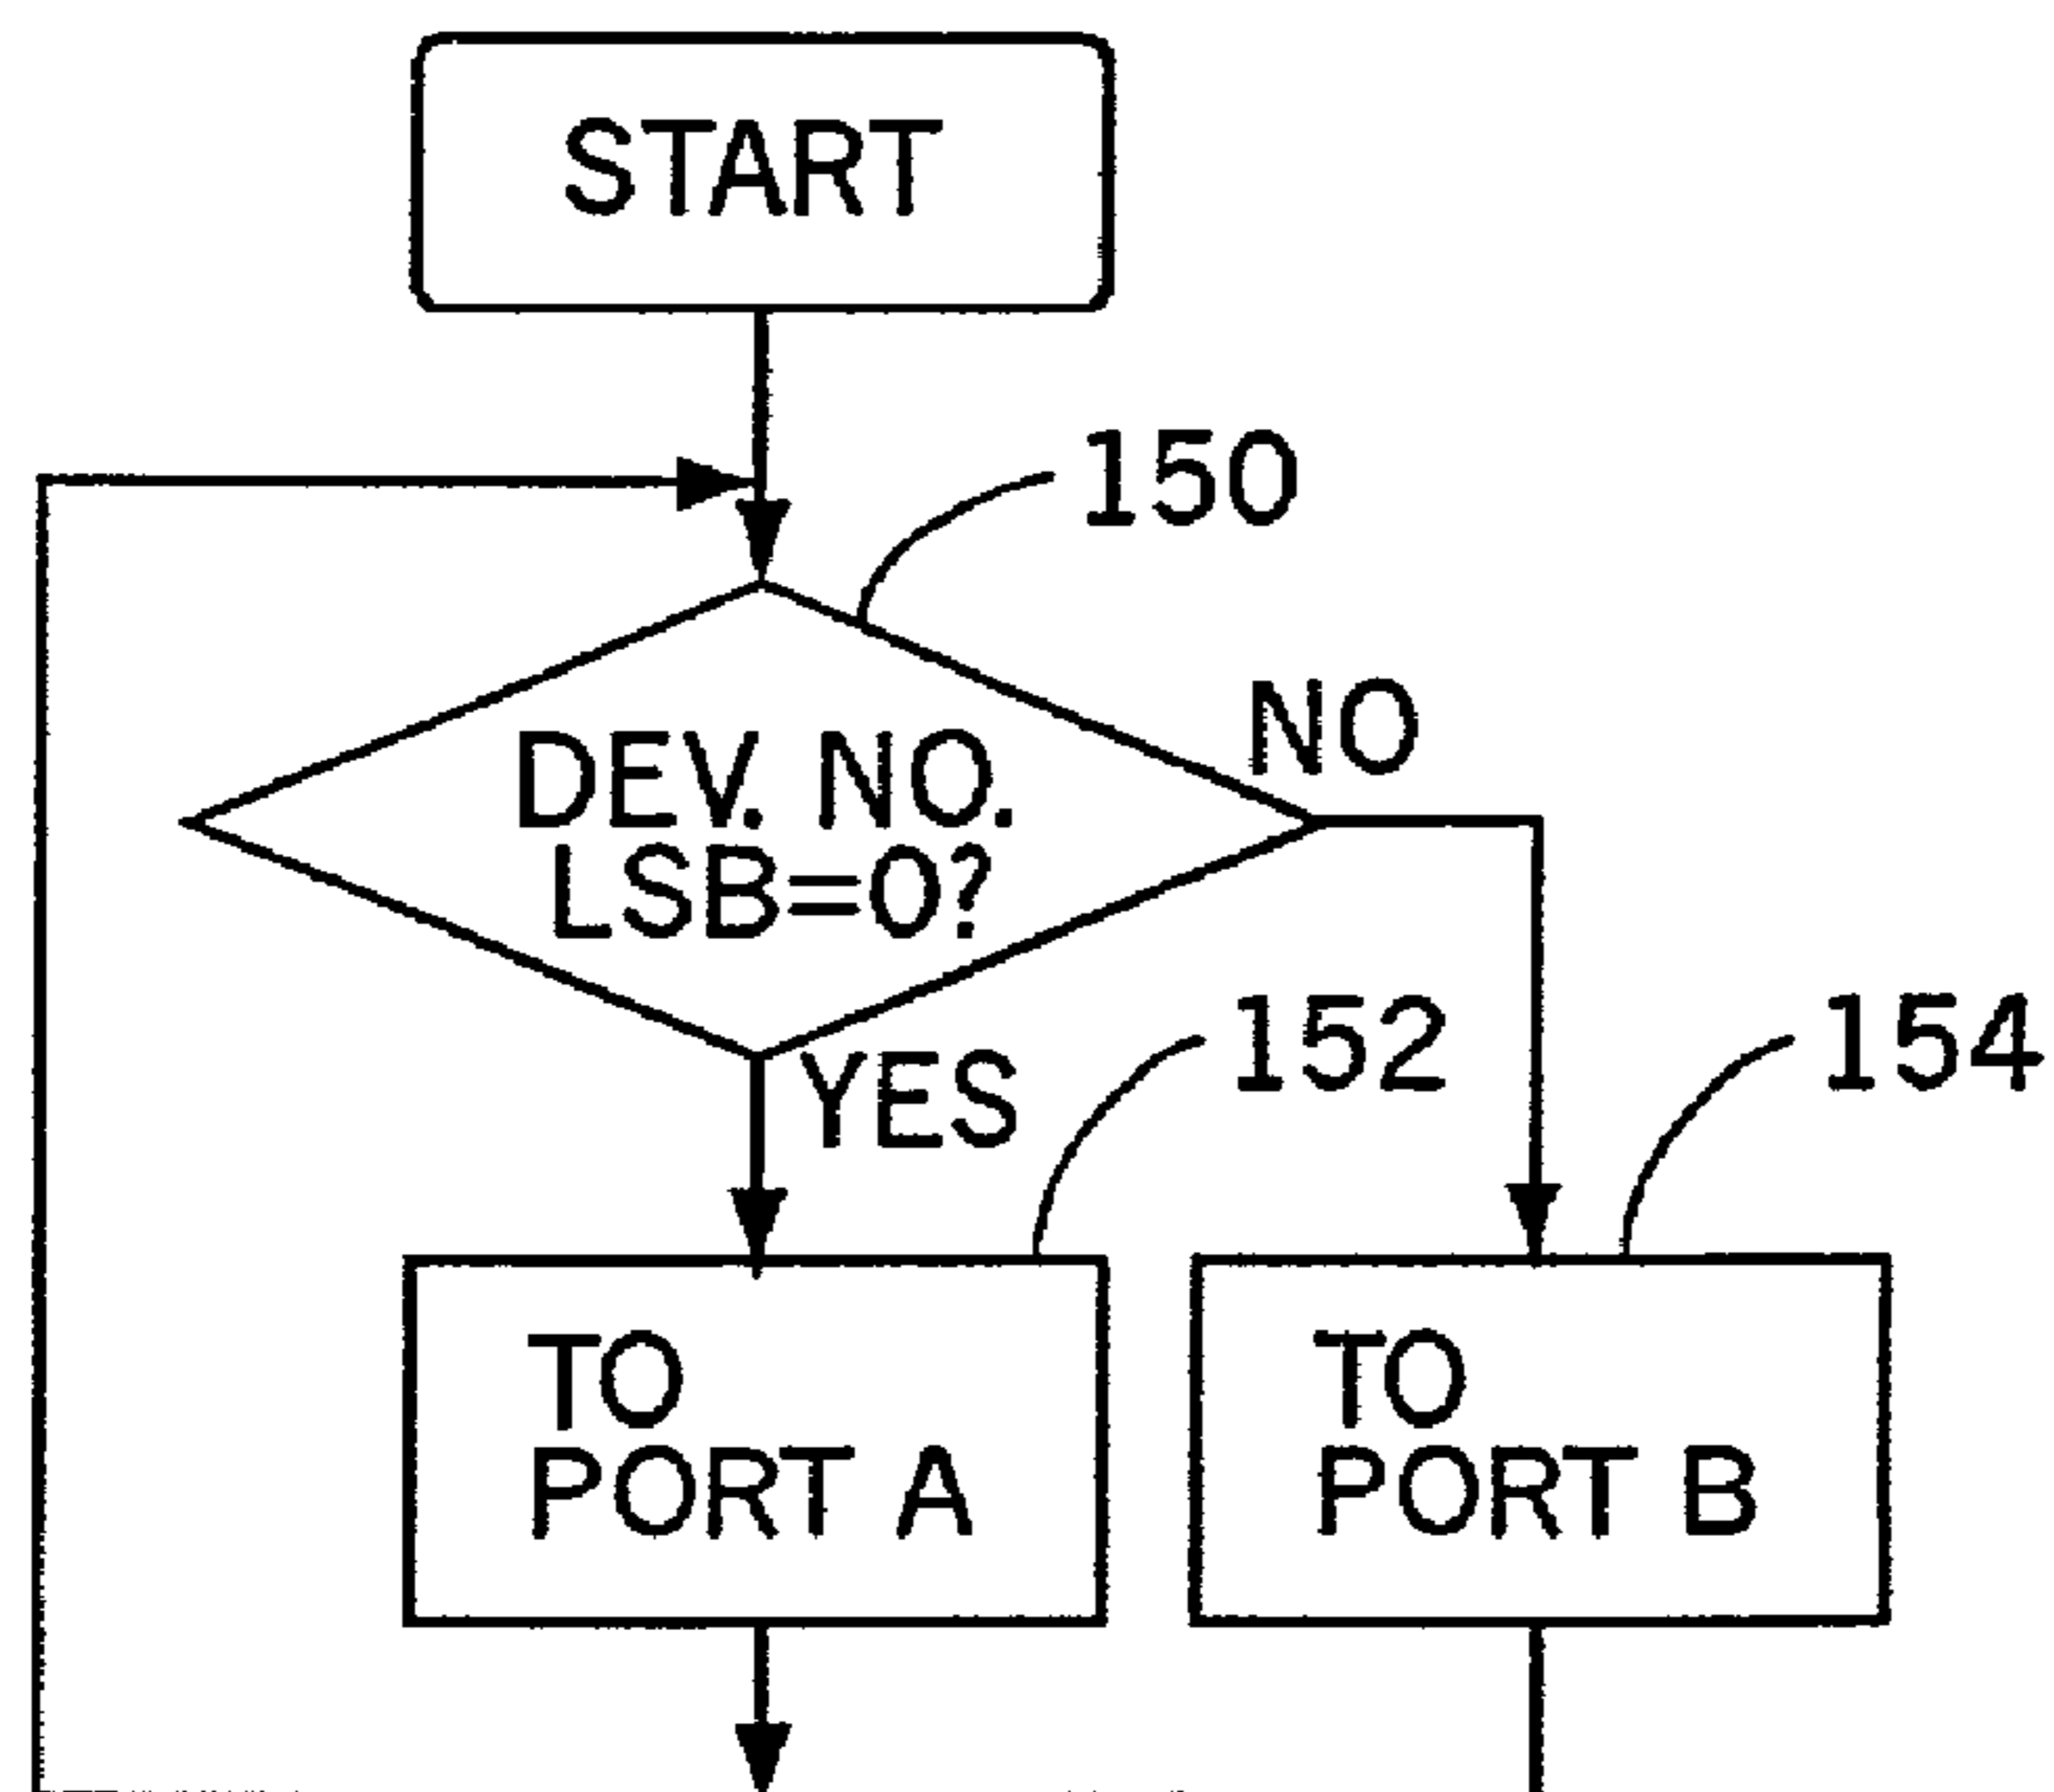 START
150
NO
DEV. NO.
LSB=0?
152
154
YES
TO
PORT A
TO
PORT B